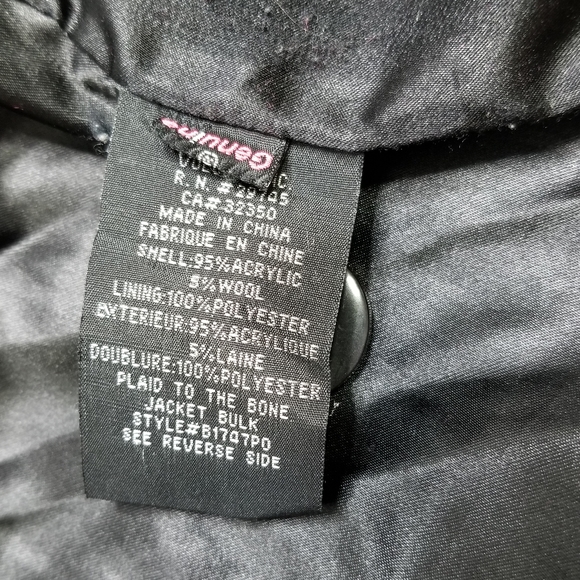 Genuine
R.N. #29745
CA#32350
MADE IN CHINA
FABRIQUE EN CHINE
SHELL:95%ACRYLIC
5%WOOL
LINING:100%POLYESTER
EXTERIEUR:95%ACRYLIQUE
5%LAINE
DOUBLURE:100%POLYESTER
PLAID TO THE BONE
JACKET BULK
STYLE#B1747PO
SEE REVERSE SIDE